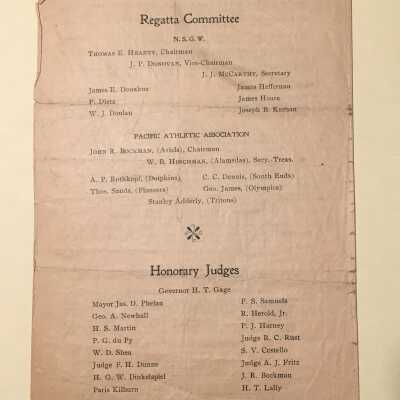 Regatta Committee
N. S. G. W.
THOMAS E. HEALEY, Chairman
J. P. DONOVAN, Vice-Chairman
J. J. McCARTHY, Secretary
James E. Donahue James Heffernan
P. Dietz James Houra
W. J. Donlan Joseph B. Keenan
PACIFIC ATHLETIC ASSOCIATION
JOHN R. BOCKMAN, (Ariels), Chairman
W. B. HINCHMAN, (Alamedas), Secy. Treas.
A. P. Rothkopf, (Dolphins), C. C. Dennis, (South Ends)
Thos. Sands, (Pioneers) Geo. James, (Olympics)
Stanley Adderly, (Tritons)
Honorary Judges
Governor H. T. Gage
Mayor Jas. D. Phelan F. S. Samuels
Geo. A. Newhall R. Herold, Jr.
H. S. Martin P. J. Harney
P. G. du Py Judge R. C. Rust
W. D. Shea S. V. Costello
Judge F. H. Dunne Judge A. J. Fritz
H. G. W. Dinkelspiel J. R. Bockman
Paris Kilburn H. T. Lally